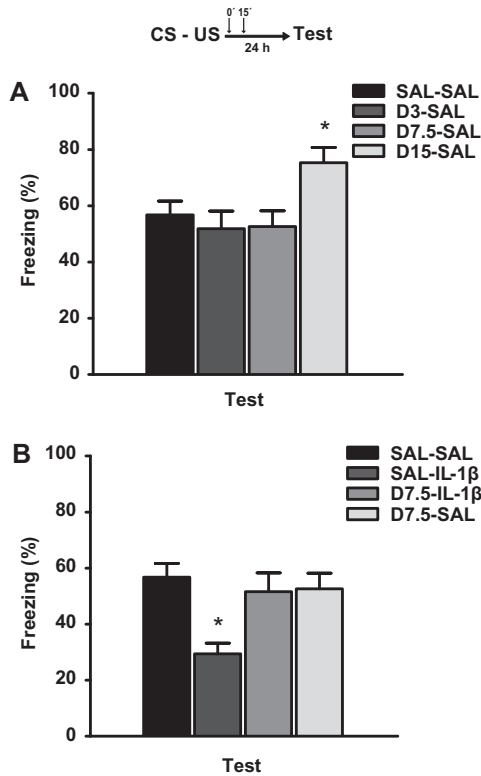 0´ 15´
CS - US Test
24 h
A
100
80
60
40
20
0
Freezing (%)
*
SAL-SAL
D3-SAL
D7.5-SAL
D15-SAL
Test
B
100
80
60
40
20
0
Freezing (%)
*
SAL-SAL
SAL-IL-1β
D7.5-IL-1β
D7.5-SAL
Test